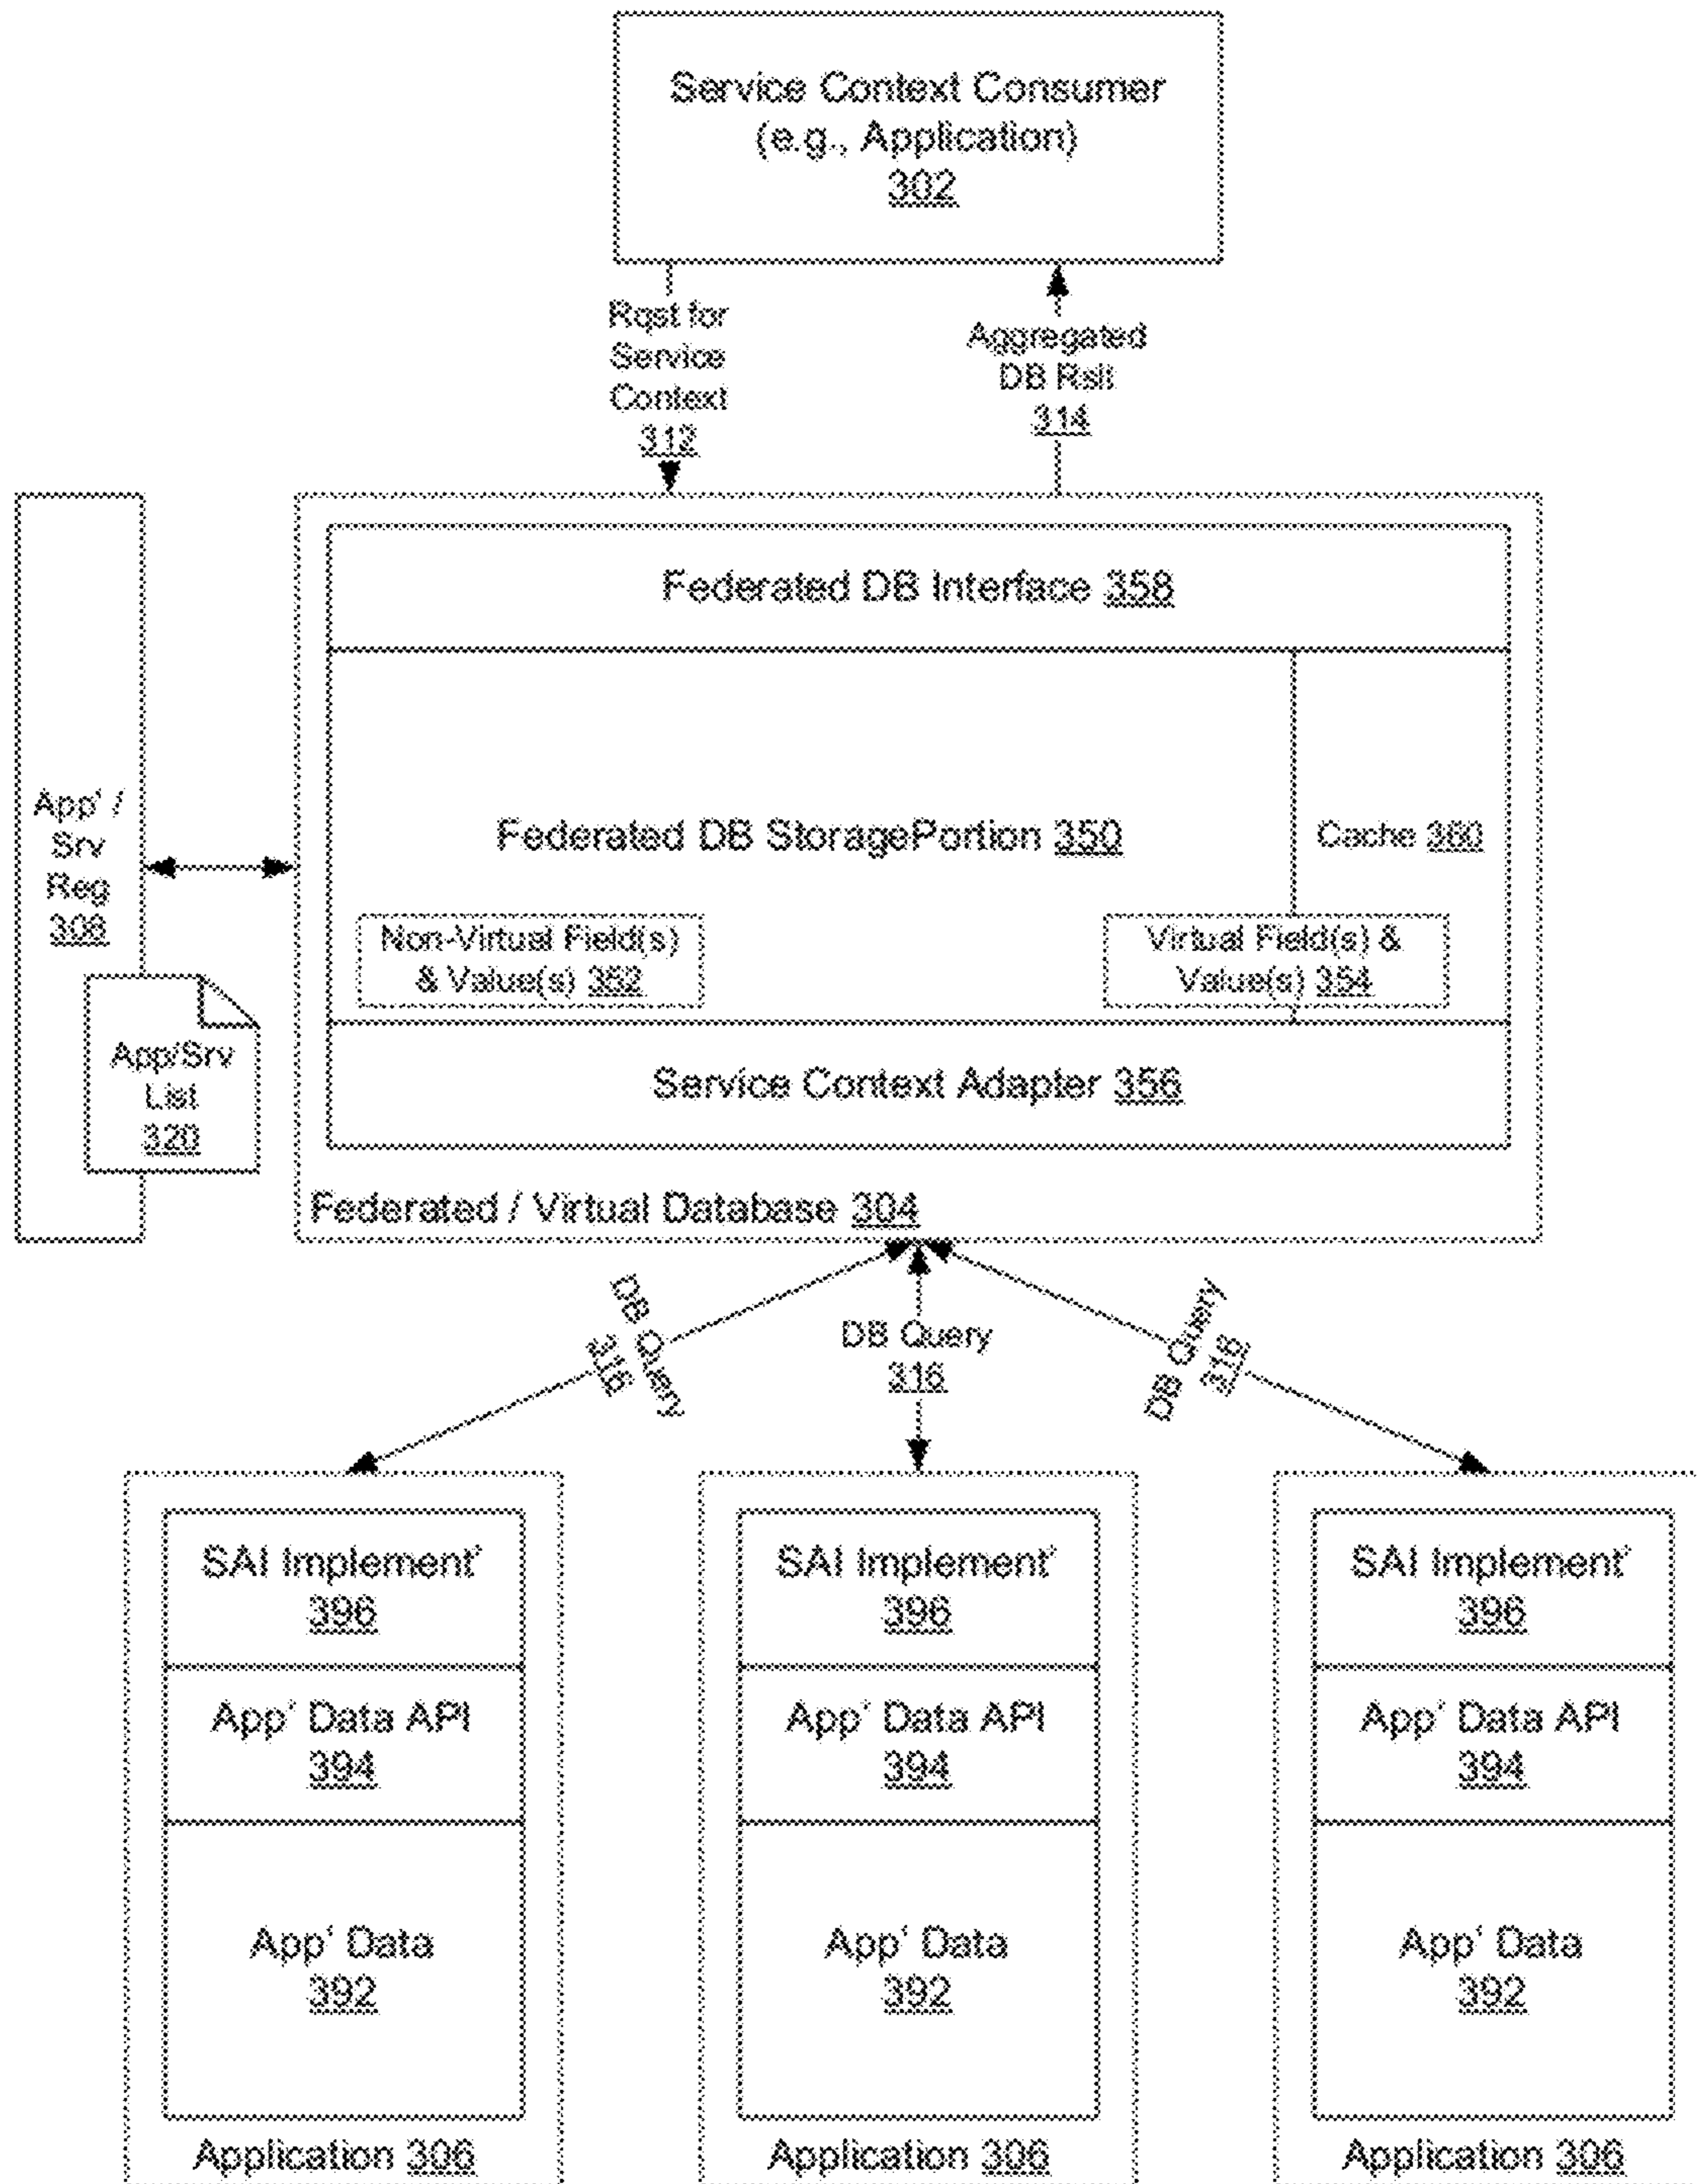 Service Context Consumer
(e.g., Application)
302
Rqst for
Service
Context
312
Aggregated
DB Rslt
314
App' /
Srv
Reg
308
App/Srv
List
320
Federated DB Interface 358
Federated DB StoragePortion 350
Cache 360
Non-Virtual Field(s)
& Value(s) 352
Virtual Field(s) &
Value(s) 354
Service Context Adapter 356
Federated / Virtual Database 304
DB Query
316
DB Query
316
DB Query
316
SAI Implement'
396
App' Data API
394
App' Data
392
Application 306
SAI Implement'
396
App' Data API
394
App' Data
392
Application 306
SAI Implement'
396
App' Data API
394
App' Data
392
Application 306